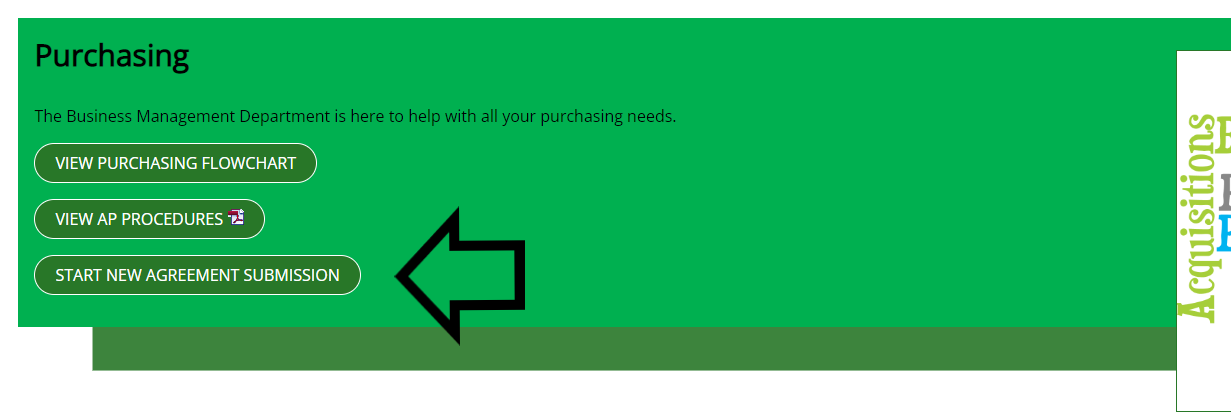 Purchasing
The Business Management Department is here to help with all your purchasing needs.
VIEW PURCHASING FLOWCHART
VIEW AP PROCEDURES
START NEW AGREEMENT SUBMISSION
Acquisitions